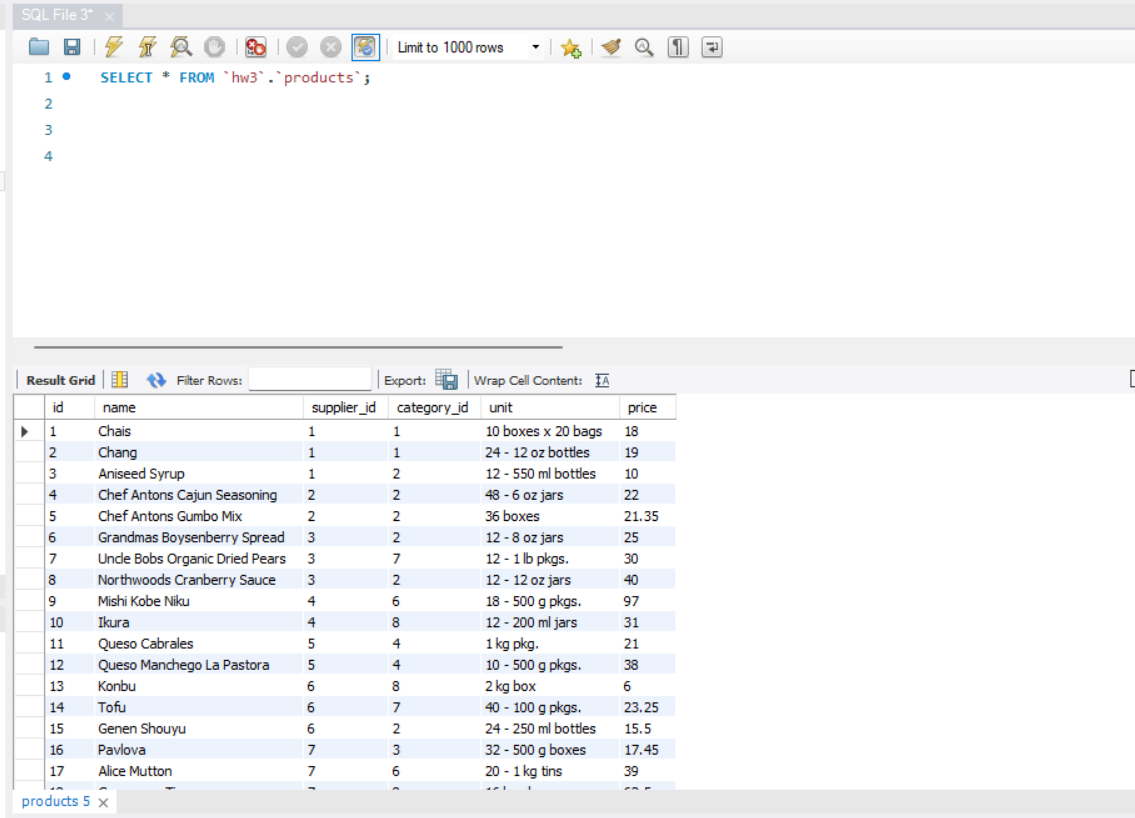 SQL File 3*
Limit to 1000 rows
1 SELECT * FROM `hw3`.`products`;
2
3
4
Result Grid Filter Rows: Export: Wrap Cell Content:
id name supplier_id category_id unit price
1 Chais 1 1 10 boxes x 20 bags 18
2 Chang 1 1 24 - 12 oz bottles 19
3 Aniseed Syrup 1 2 12 - 550 ml bottles 10
4 Chef Antons Cajun Seasoning 2 2 48 - 6 oz jars 22
5 Chef Antons Gumbo Mix 2 2 36 boxes 21.35
6 Grandmas Boysenberry Spread 3 2 12 - 8 oz jars 25
7 Uncle Bobs Organic Dried Pears 3 7 12 - 1 lb pkgs. 30
8 Northwoods Cranberry Sauce 3 2 12 - 12 oz jars 40
9 Mishi Kobe Niku 4 6 18 - 500 g pkgs. 97
10 Ikura 4 8 12 - 200 ml jars 31
11 Queso Cabrales 5 4 1 kg pkg. 21
12 Queso Manchego La Pastora 5 4 10 - 500 g pkgs. 38
13 Konbu 6 8 2 kg box 6
14 Tofu 6 7 40 - 100 g pkgs. 23.25
15 Genen Shouyu 6 2 24 - 250 ml bottles 15.5
16 Pavlova 7 3 32 - 500 g boxes 17.45
17 Alice Mutton 7 6 20 - 1 kg tins 39
products 5